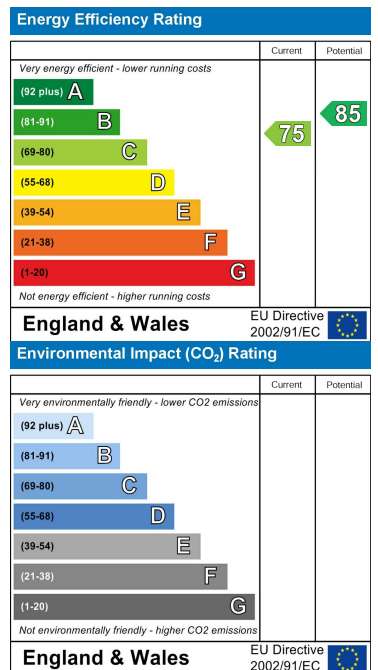 Energy Efficiency Rating
Current Potential
Very energy efficient - lower running costs
(92 plus) A
(81-91) B
(69-80) C
(55-68) D
(39-54) E
(21-38) F
(1-20) G
75
85
Not energy efficient - higher running costs
England & Wales
EU Directive
2002/91/EC
Environmental Impact (CO₂) Rating
Current Potential
Very environmentally friendly - lower CO2 emissions
(92 plus) A
(81-91) B
(69-80) C
(55-68) D
(39-54) E
(21-38) F
(1-20) G
Not environmentally friendly - higher CO2 emissions
England & Wales
EU Directive
2002/91/EC